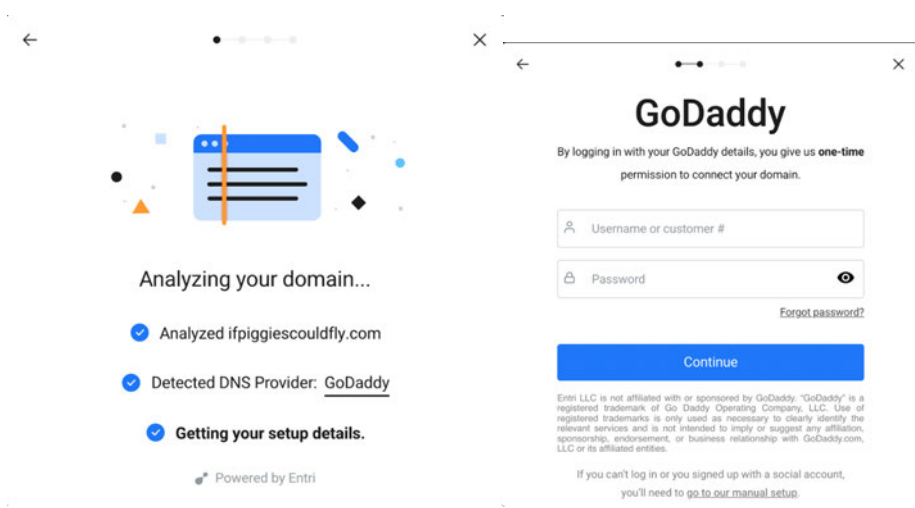 Analyzing your domain...
Analyzed ifpiggiescouldfly.com
Detected DNS Provider: GoDaddy
Getting your setup details.
Powered by Entri
GoDaddy
By logging in with your GoDaddy details, you give us one-time
permission to connect your domain.
Username or customer #
Password
Forgot password?
Continue
Entri LLC is not affiliated with or sponsored by GoDaddy. "GoDaddy" is a
registered trademark of Go Daddy Operating Company, LLC. Use of
registered trademarks is only used as necessary to clearly identify the
relevant services and is not intended to imply or suggest any affiliation,
sponsorship, endorsement, or business relationship with GoDaddy.com,
LLC or its affiliated entities.
If you can't log in or you signed up with a social account,
you'll need to go to our manual setup.